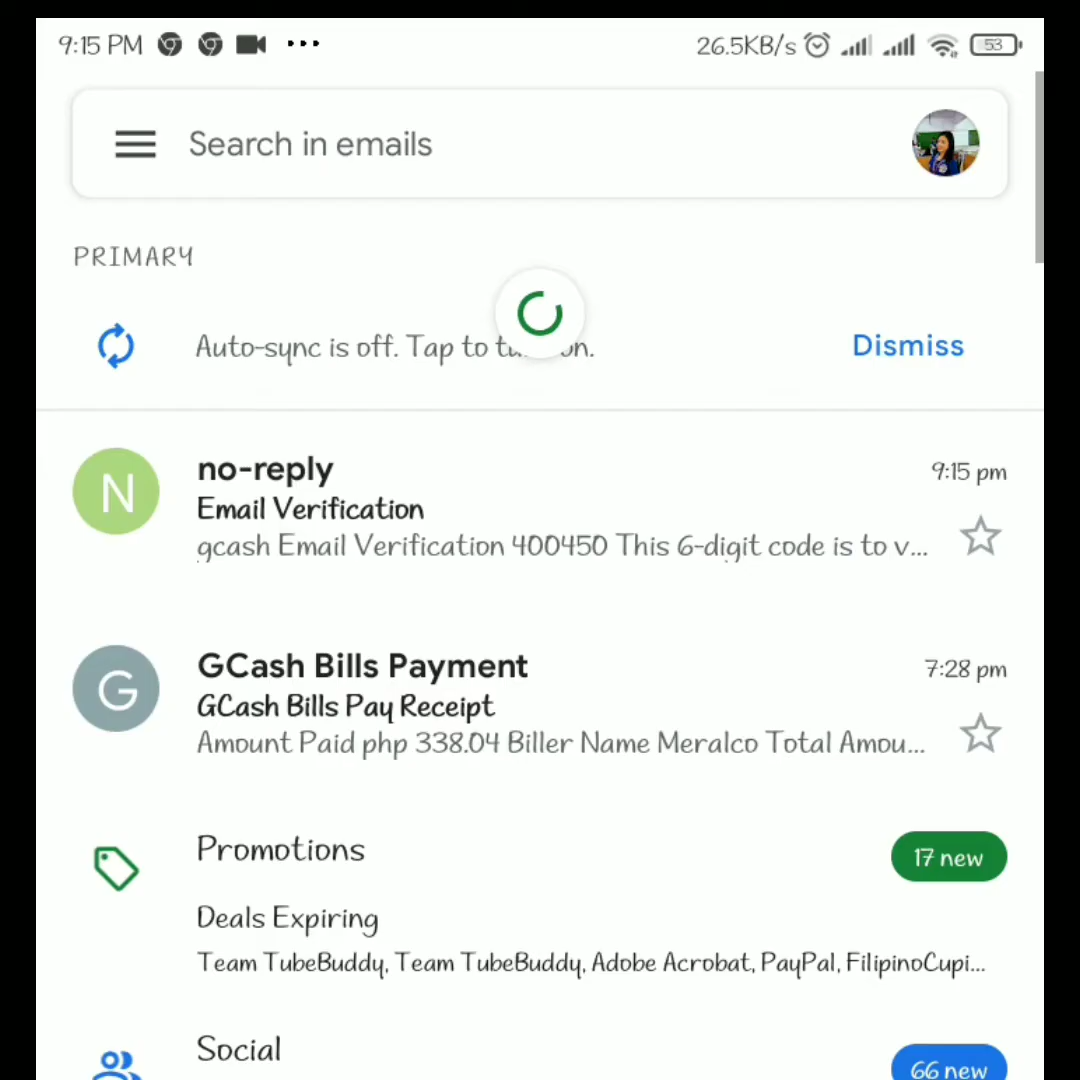 9:15 PM 26.5KB/s 53
Search in emails
PRIMARY
Auto-sync is off. Tap to on. Dismiss
N no-reply 9:15 pm
Email Verification
gcash Email Verification 400450 This 6-digit code is to v...
G GCash Bills Payment 7:28 pm
GCash Bills Pay Receipt
Amount Paid php 338.04 Biller Name Meralco Total Amou...
Promotions 17 new
Deals Expiring
Team TubeBuddy, Team TubeBuddy, Adobe Acrobat, PayPal, FilipinoCupi...
Social 66 new